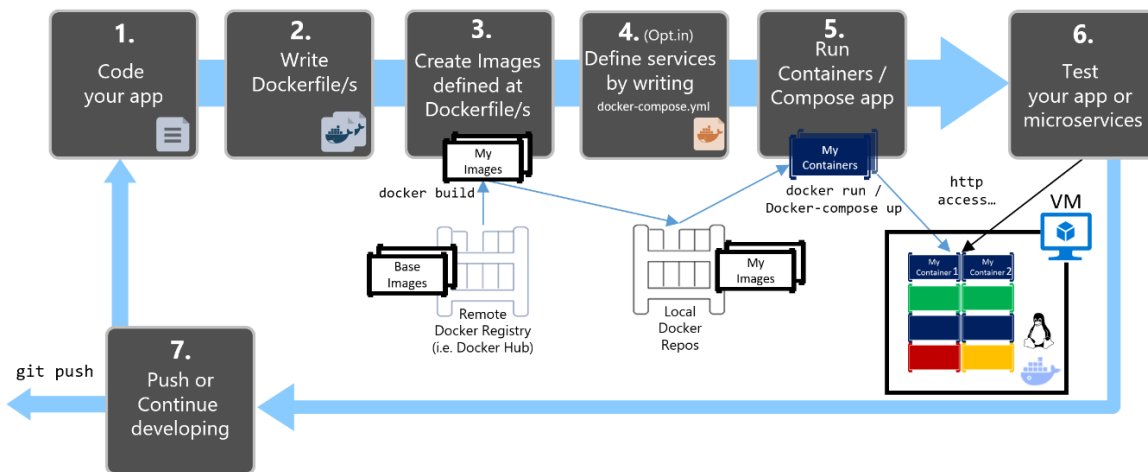 1.
Code
your app
2.
Write
Dockerfile/s
3.
Create Images
defined at
Dockerfile/s
My
Images
4. (Opt.in)
Define services
by writing
docker-compose.yml
5.
Run
Containers /
Compose app
My
Containers
6.
Test
your app or
microservices
docker build
docker run /
Docker-compose up
http
access…
VM
Base
Images
Remote
Docker Registry
(i.e. Docker Hub)
My
Images
Local
Docker
Repos
My
Container 1
My
Container 2
7.
Push or
Continue
developing
git push